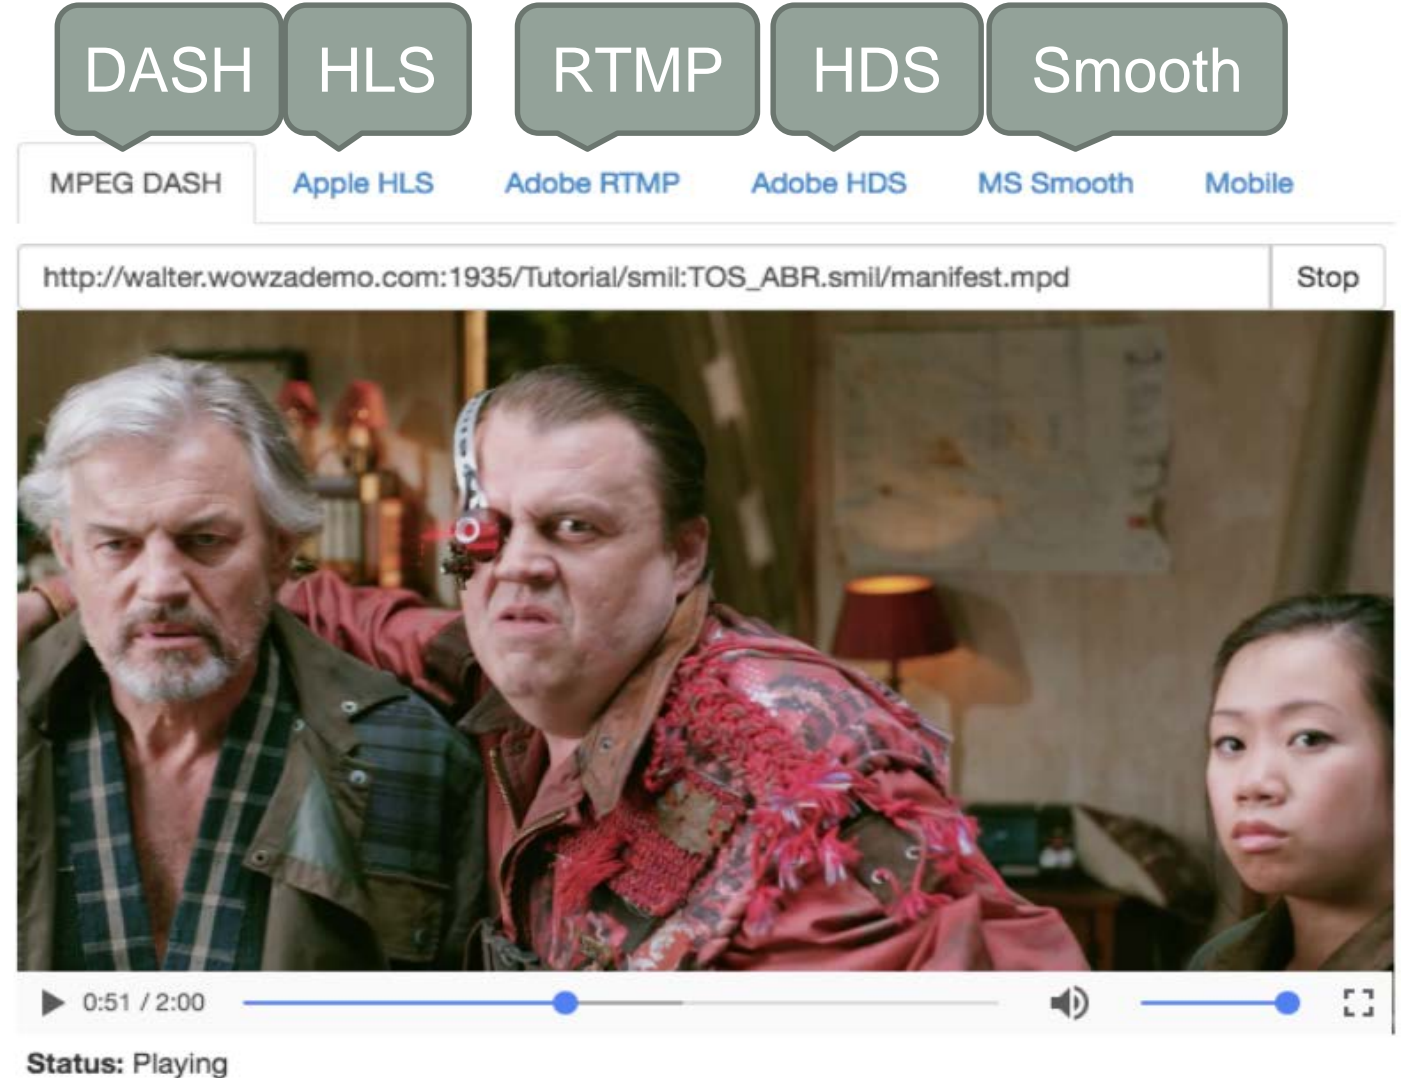 DASH HLS RTMP HDS Smooth
MPEG DASH Apple HLS Adobe RTMP Adobe HDS MS Smooth Mobile
http://walter.wowzademo.com:1935/Tutorial/smil:TOS_ABR.smil/manifest.mpd Stop
0:51 / 2:00
Status: Playing